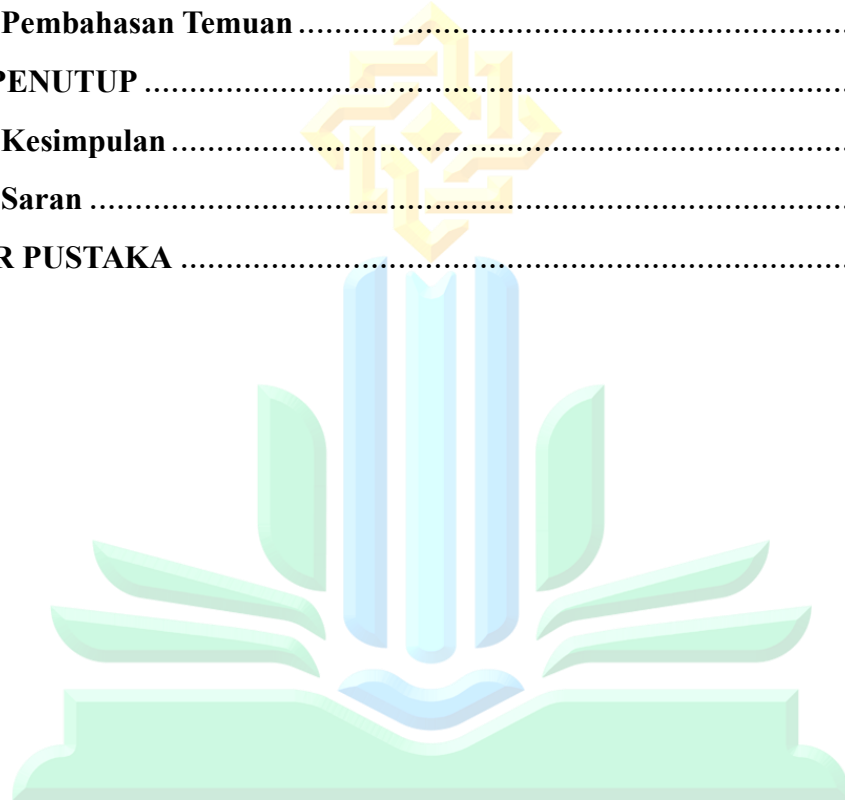 Pembahasan Temuan ........................................................................
PENUTUP ........................................................................
Kesimpulan ........................................................................
Saran ........................................................................
R PUSTAKA ........................................................................